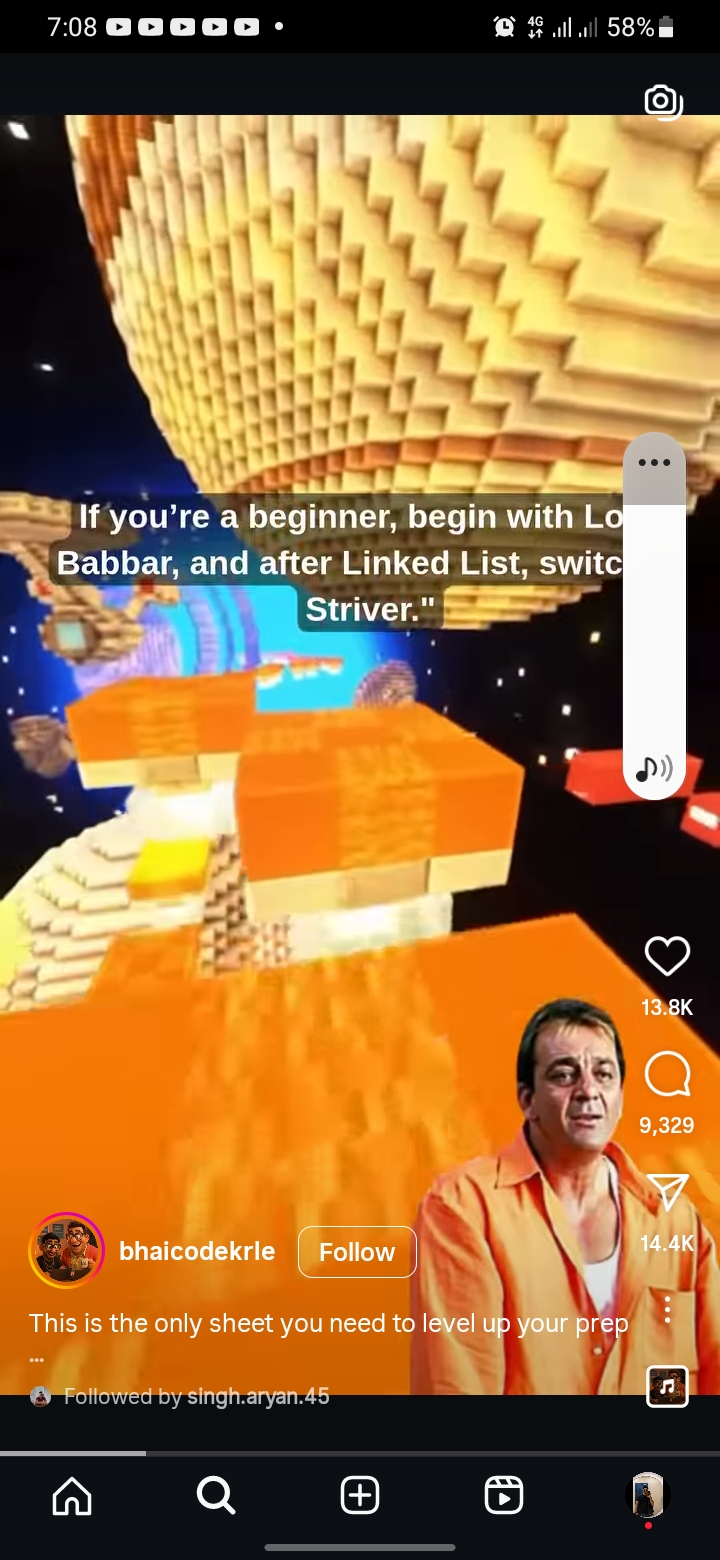 7:08
4G
58%
If you’re a beginner, begin with Lo
Babbar, and after Linked List, switc
Striver."
13.8K
9,329
14.4K
bhaicodekrle
Follow
This is the only sheet you need to level up your prep
...
Followed by singh.aryan.45